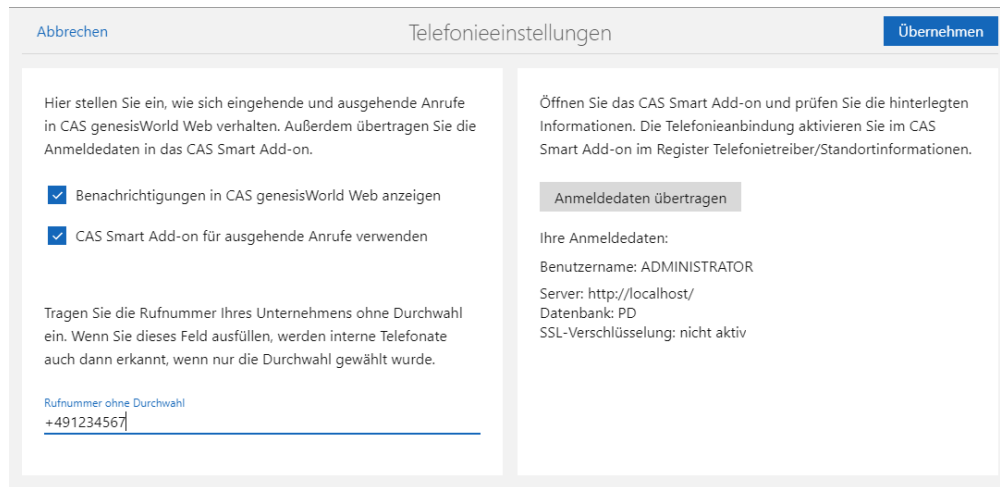 Abbrechen
Telefonieeinstellungen
Übernehmen
Hier stellen Sie ein, wie sich eingehende und ausgehende Anrufe
in CAS genesisWorld Web verhalten. Außerdem übertragen Sie die
Anmeldedaten in das CAS Smart Add-on.
Benachrichtigungen in CAS genesisWorld Web anzeigen
CAS Smart Add-on für ausgehende Anrufe verwenden
Tragen Sie die Rufnummer Ihres Unternehmens ohne Durchwahl
ein. Wenn Sie dieses Feld ausfüllen, werden interne Telefonate
auch dann erkannt, wenn nur die Durchwahl gewählt wurde.
Rufnummer ohne Durchwahl
+491234567
Öffnen Sie das CAS Smart Add-on und prüfen Sie die hinterlegten
Informationen. Die Telefonieanbindung aktivieren Sie im CAS
Smart Add-on im Register Telefonietreiber/Standortinformationen.
Anmeldedaten übertragen
Ihre Anmeldedaten:
Benutzername: ADMINISTRATOR
Server: http://localhost/
Datenbank: PD
SSL-Verschlüsselung: nicht aktiv